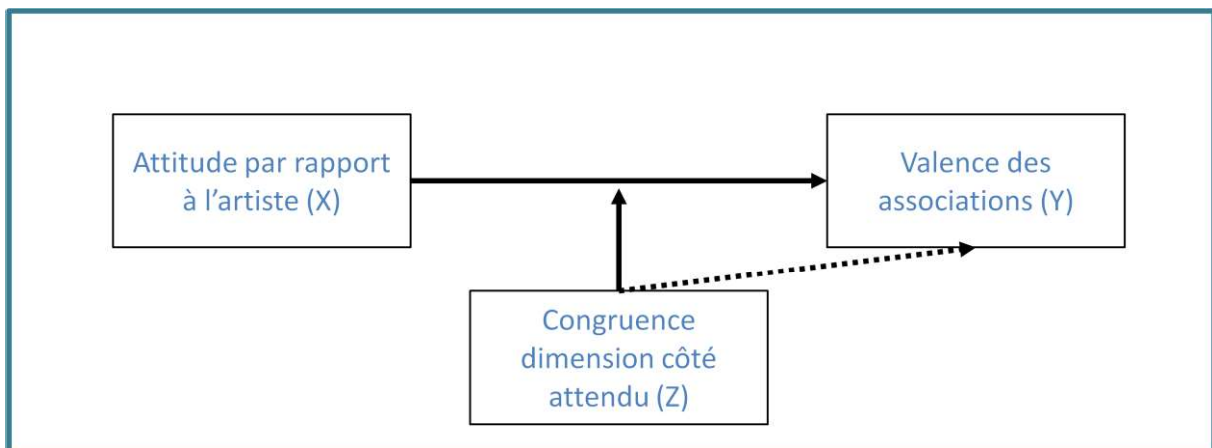 Attitude par rapport
à l’artiste (X)
Valence des
associations (Y)
Congruence
dimension côté
attendu (Z)